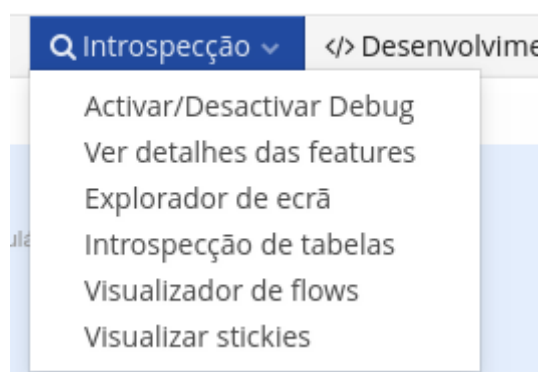 Introspecção </> Desenvolvime
Activar/Desactivar Debug
Ver detalhes das features
Explorador de ecrã
Introspecção de tabelas
Visualizador de flows
Visualizar stickies